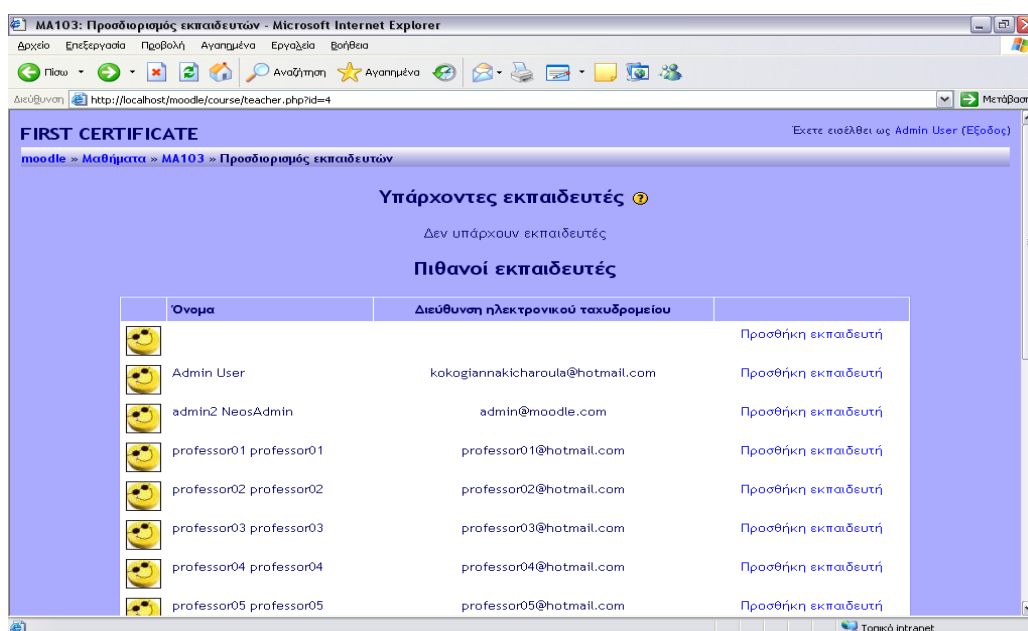 MA103: Προσδιορισμός εκπαιδευτών - Microsoft Internet Explorer
Αρχείο Επεξεργασία Προβολή Αγαπημένα Εργαλεία Βοήθεια
Πίσω Αναζήτηση Αγαπημένα
Διεύθυνση http://localhost/moodle/course/teacher.php?id=4 Μετάβαση
FIRST CERTIFICATE Έχετε εισέλθει ως Admin User (Έξοδος)
moodle » Μαθήματα » MA103 » Προσδιορισμός εκπαιδευτών
Υπάρχοντες εκπαιδευτές ?
Δεν υπάρχουν εκπαιδευτές
Πιθανοί εκπαιδευτές
Όνομα Διεύθυνση ηλεκτρονικού ταχυδρομείου
Προσθήκη εκπαιδευτή
Admin User kokogiannakicharoula@hotmail.com Προσθήκη εκπαιδευτή
admin2 NeosAdmin admin@moodle.com Προσθήκη εκπαιδευτή
professor01 professor01 professor01@hotmail.com Προσθήκη εκπαιδευτή
professor02 professor02 professor02@hotmail.com Προσθήκη εκπαιδευτή
professor03 professor03 professor03@hotmail.com Προσθήκη εκπαιδευτή
professor04 professor04 professor04@hotmail.com Προσθήκη εκπαιδευτή
professor05 professor05 professor05@hotmail.com Προσθήκη εκπαιδευτή
Τοπικό intranet